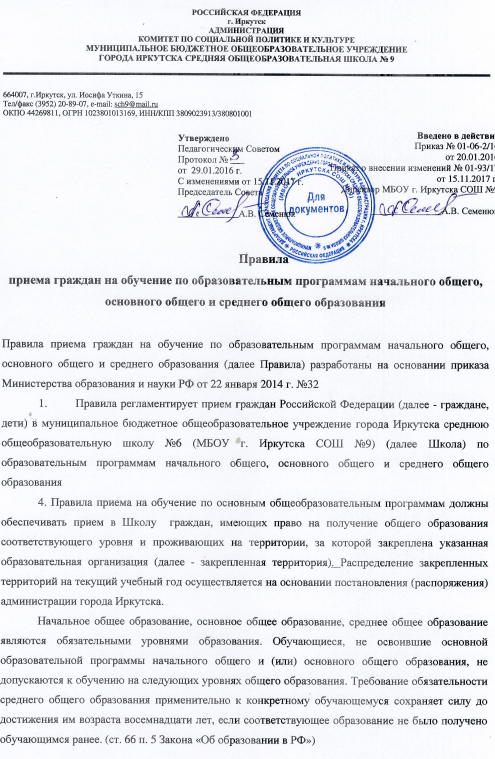 РОССИЙСКАЯ ФЕДЕРАЦИЯ
г. Иркутск
АДМИНИСТРАЦИЯ
КОМИТЕТ ПО СОЦИАЛЬНОЙ ПОЛИТИКЕ И КУЛЬТУРЕ
МУНИЦИПАЛЬНОЕ БЮДЖЕТНОЕ ОБЩЕОБРАЗОВАТЕЛЬНОЕ УЧРЕЖДЕНИЕ
ГОРОДА ИРКУТСКА СРЕДНЯЯ ОБЩЕОБРАЗОВАТЕЛЬНАЯ ШКОЛА № 9
664007, г.Иркутск, ул. Иосифа Уткина, 15
Тел/факс (3952) 20-89-07, e-mail: sch9@mail.ru
ОКПО 44269811, ОГРН 1023801013169, ИНН/КПП 3809023913/380801001
Утверждено
Педагогическим Советом
Протокол № 3
от 29.01.2016 г.
С изменениями от 15.11.2017 г.
Председатель Совета
А.В. Семенюк
Введено в действи
Приказ № 01-06-2/1
от 20.01.201
о внесении изменений № 01-93/1
от 15.11.2017 г
Директор МБОУ г. Иркутска СОШ №
А.В. Семенюк
Для
документов
Правила
приема граждан на обучение по образовательным программам начального общего,
основного общего и среднего общего образования
Правила приема граждан на обучение по образовательным программам начального общего,
основного общего и среднего образования (далее Правила) разработаны на основании приказа
Министерства образования и науки РФ от 22 января 2014 г. №32
1. Правила регламентирует прием граждан Российской Федерации (далее - граждане,
дети) в муниципальное бюджетное общеобразовательное учреждение города Иркутска среднюю
общеобразовательную школу №6 (МБОУ г. Иркутска СОШ №9) (далее Школа) по
образовательным программам начального общего, основного общего и среднего общего
образования
4. Правила приема на обучение по основным общеобразовательным программам должны
обеспечивать прием в Школу граждан, имеющих право на получение общего образования
соответствующего уровня и проживающих на территории, за которой закреплена указанная
образовательная организация (далее - закрепленная территория). Распределение закрепленных
территорий на текущий учебный год осуществляется на основании постановления (распоряжения)
администрации города Иркутска.
Начальное общее образование, основное общее образование, среднее общее образование
являются обязательными уровнями образования. Обучающиеся, не освоившие основной
образовательной программы начального общего и (или) основного общего образования, не
допускаются к обучению на следующих уровнях общего образования. Требование обязательности
среднего общего образования применительно к конкретному обучающемуся сохраняет силу до
достижения им возраста восемнадцати лет, если соответствующее образование не было получено
обучающимся ранее. (ст. 66 п. 5 Закона «Об образовании в РФ»)